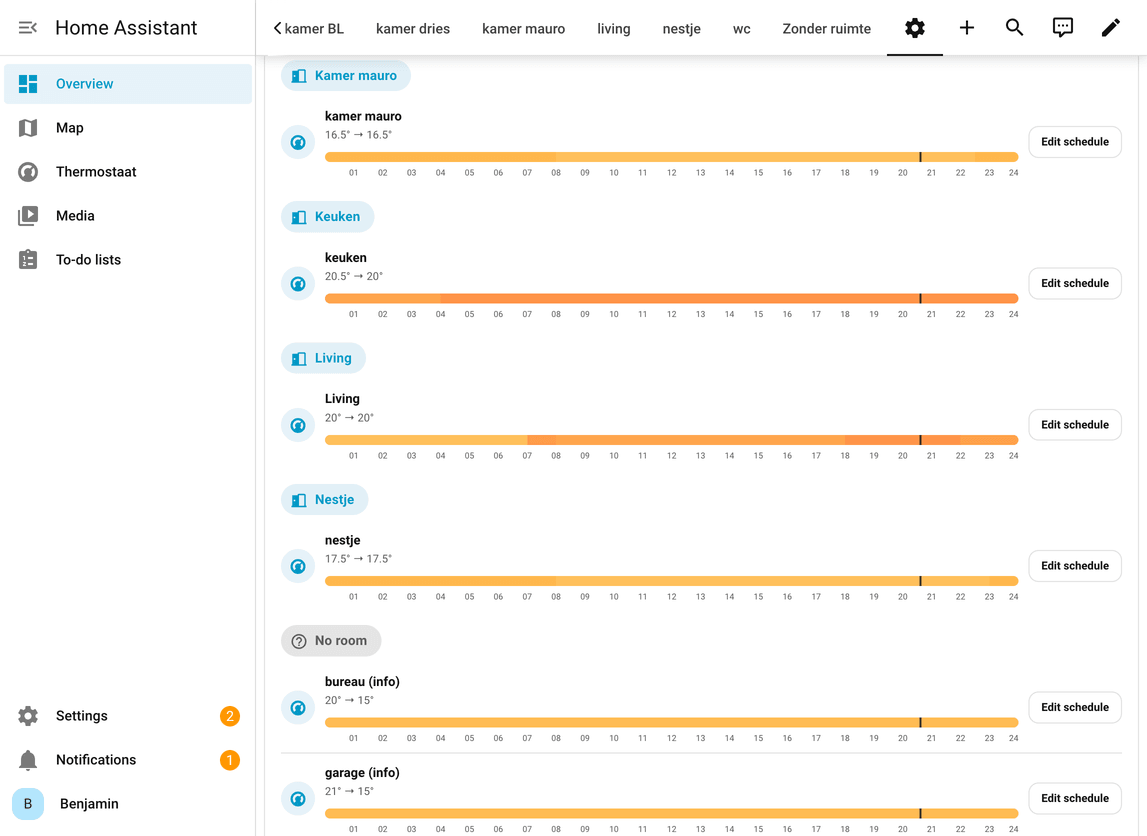 Home Assistant
kamer BL kamer dries kamer mauro living nestje wc Zonder ruimte
Overview
Map
Thermostaat
Media
To-do lists
Settings 2
Notifications 1
B Benjamin
Kamer mauro
kamer mauro
16.5° → 16.5°
Edit schedule
01 02 03 04 05 06 07 08 09 10 11 12 13 14 15 16 17 18 19 20 21 22 23 24
Keuken
keuken
20.5° → 20°
Edit schedule
01 02 03 04 05 06 07 08 09 10 11 12 13 14 15 16 17 18 19 20 21 22 23 24
Living
Living
20° → 20°
Edit schedule
01 02 03 04 05 06 07 08 09 10 11 12 13 14 15 16 17 18 19 20 21 22 23 24
Nestje
nestje
17.5° → 17.5°
Edit schedule
01 02 03 04 05 06 07 08 09 10 11 12 13 14 15 16 17 18 19 20 21 22 23 24
No room
bureau (info)
20° → 15°
Edit schedule
01 02 03 04 05 06 07 08 09 10 11 12 13 14 15 16 17 18 19 20 21 22 23 24
garage (info)
21° → 15°
Edit schedule
01 02 03 04 05 06 07 08 09 10 11 12 13 14 15 16 17 18 19 20 21 22 23 24